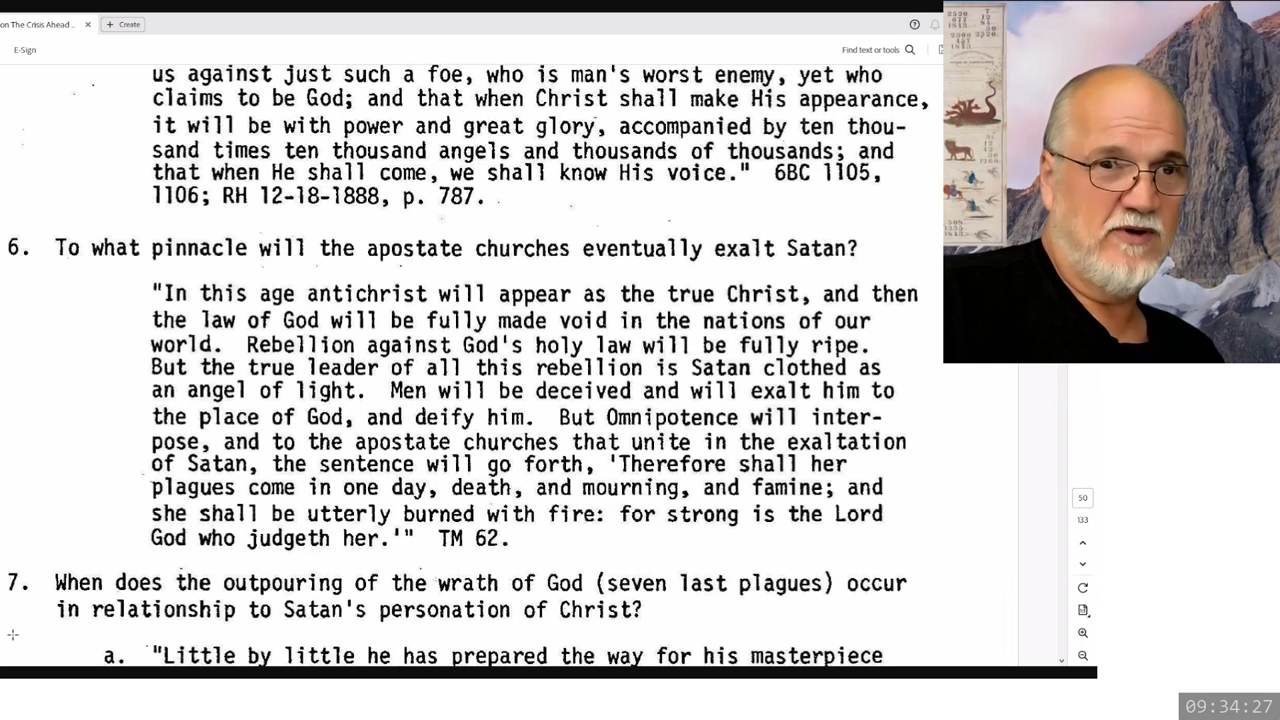 on The Crisis Ahead ..
+ Create
E-Sign
Find text or tools
us against just such a foe, who is man's worst enemy, yet who
claims to be God; and that when Christ shall make His appearance,
it will be with power and great glory, accompanied by ten thou-
sand times ten thousand angels and thousands of thousands; and
that when He shall come, we shall know His voice." 6BC 1105,
1106; RH 12-18-1888, p. 787.
6. To what pinnacle will the apostate churches eventually exalt Satan?
"In this age antichrist will appear as the true Christ, and then
the law of God will be fully made void in the nations of our
world. Rebellion against God's holy law will be fully ripe.
But the true leader of all this rebellion is Satan clothed as
an angel of light. Men will be deceived and will exalt him to
the place of God, and deify him. But Omnipotence will inter-
pose, and to the apostate churches that unite in the exaltation
of Satan, the sentence will go forth, 'Therefore shall her
plagues come in one day, death, and mourning, and famine; and
she shall be utterly burned with fire: for strong is the Lord
God who judgeth her.'" TM 62.
7. When does the outpouring of the wrath of God (seven last plagues) occur
in relationship to Satan's personation of Christ?
a. "Little by little he has prepared the way for his masterpiece
50
133
2520
677
1843
09:34:27